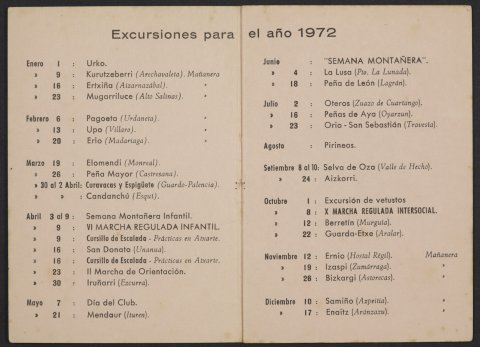 Excursiones para el año 1972
Enero 1 : Urko.
» 9 : Kurutzeberri (Arechavaleta). Mañanera
» 16 : Ertxiña (Aizarnazábal). »
» 23 : Mugarriluce (Alto Salinas). »
Febrero 6 : Pagoeta (Urdaneta). »
» 13 : Upo (Villaro). »
» 20 : Erlo (Madariaga). »
Marzo 19 : Elomendi (Monreal).
» 26 : Peña Mayor (Castresana).
» 30 al 2 Abril: Curavaces y Espigüete (Guardo-Palencia).
» » : Candanchú (Esquí).
Abril 3 al 9 : Semana Montañera Infantil.
» 9 : VI MARCHA REGULADA INFANTIL.
» 9 : Cursillo de Escalada - Prácticas en Atxarte.
» 16 : San Donato (Unanua).
» 16 : Cursillo de Escalada - Prácticas en Atxarte.
» 23 : II Marcha de Orientación.
» 30 : Iruñarri (Ezcurra).
Mayo 7 : Día del Club.
» 21 : Mendaur (Ituren).
Junio : "SEMANA MONTAÑERA".
» 4 : La Lusa (Pto. La Lunada).
» 18 : Peña de León (Lagrán).
Julio 2 : Oteros (Zuazo de Cuartango).
» 16 : Peñas de Aya (Oyarzun).
» 23 : Orio - San Sebastián (Travesía).
Agosto : Pirineos.
Setiembre 8 al 10: Selva de Oza (Valle de Hecho).
» 24 : Aizkorri.
Octubre 1 : Excursión de vetustos
» 8 : X MARCHA REGULADA INTERSOCIAL.
» 12 : Berretín (Murguía).
» 22 : Guarda-Etxe (Aralar).
Noviembre 12 : Ernio (Hostal Régil). Mañanera
» 19 : Izaspi (Zumárraga). »
» 26 : Bizkargi (Astorecas). »
Diciembre 10 : Samiño (Azpeitia). »
» 17 : Enaitz (Aránzazu). »